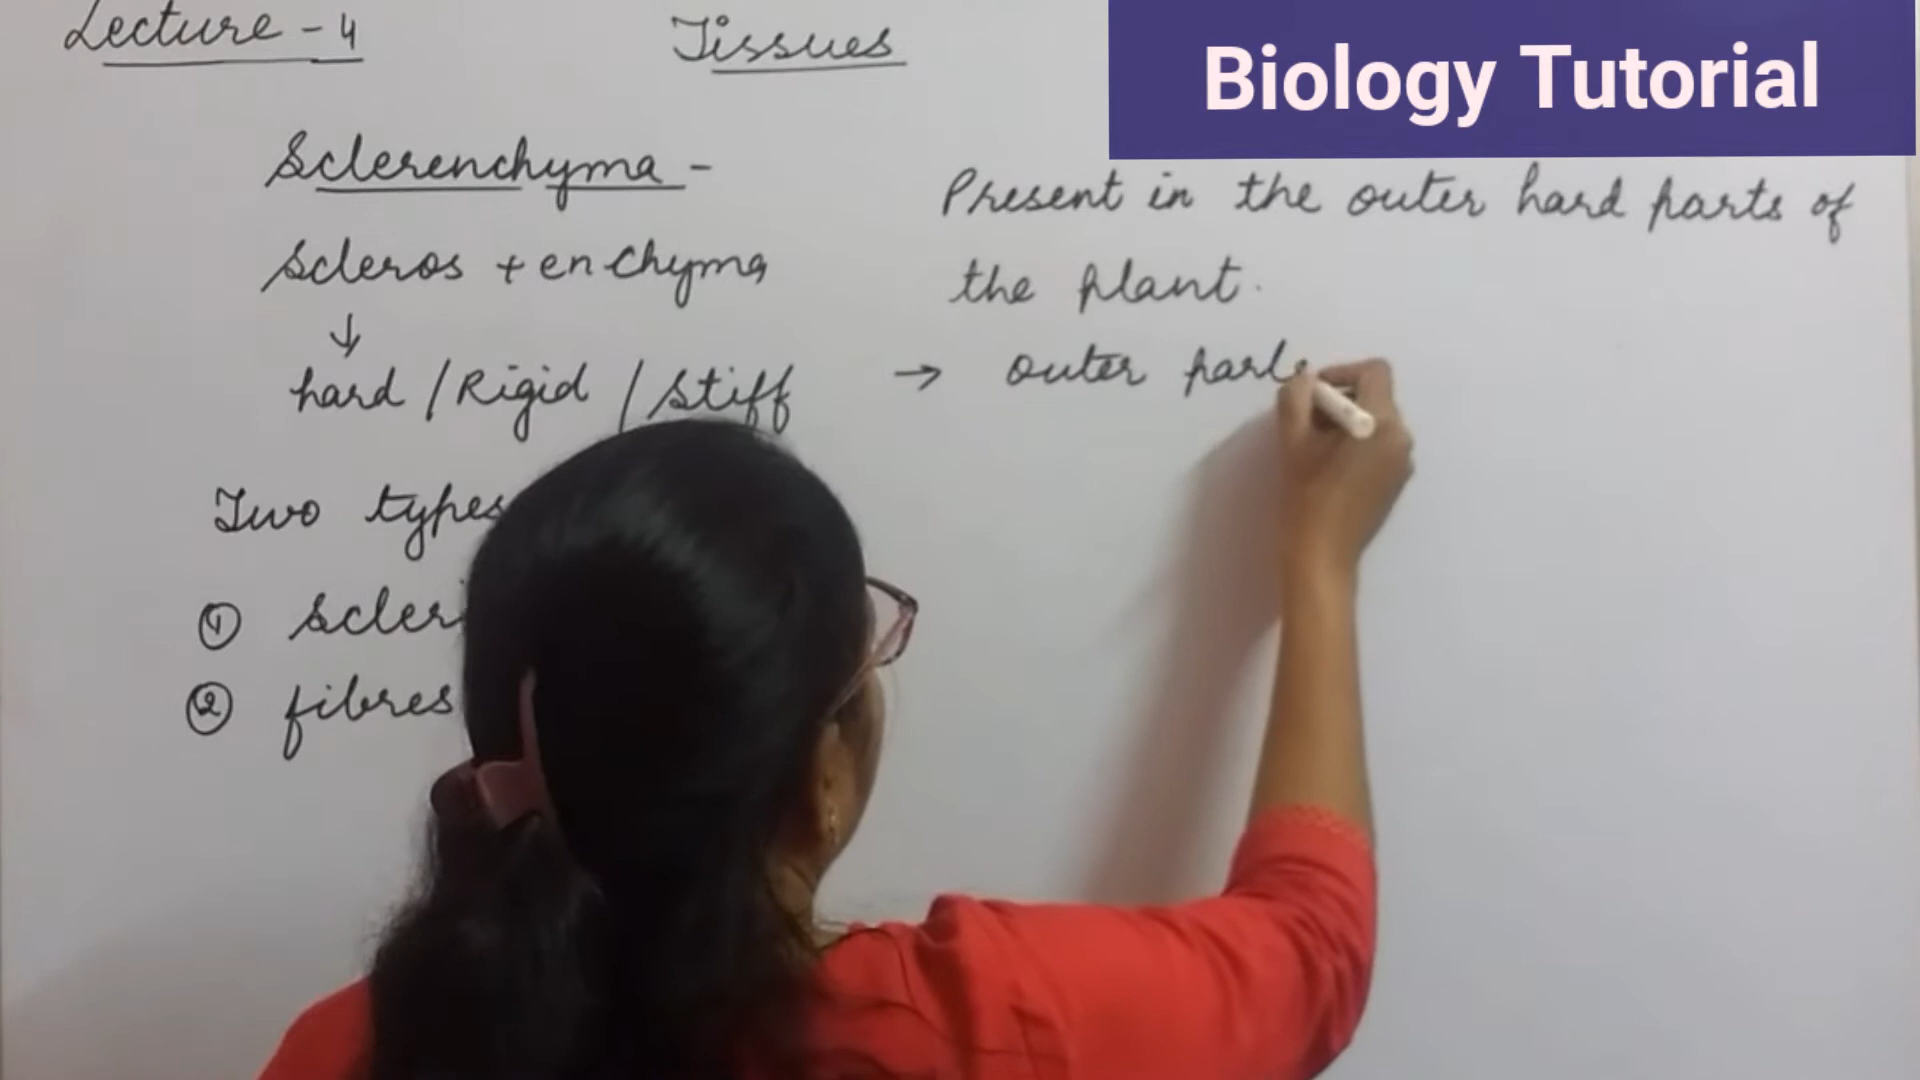 Lecture - 4
Tissues
Biology Tutorial
Sclerenchyma -
Scleros + enchyma
↓
hard / Rigid / Stiff
Two types
① scleri
② fibres
Present in the outer hard parts of
the plant.
→ outer parts